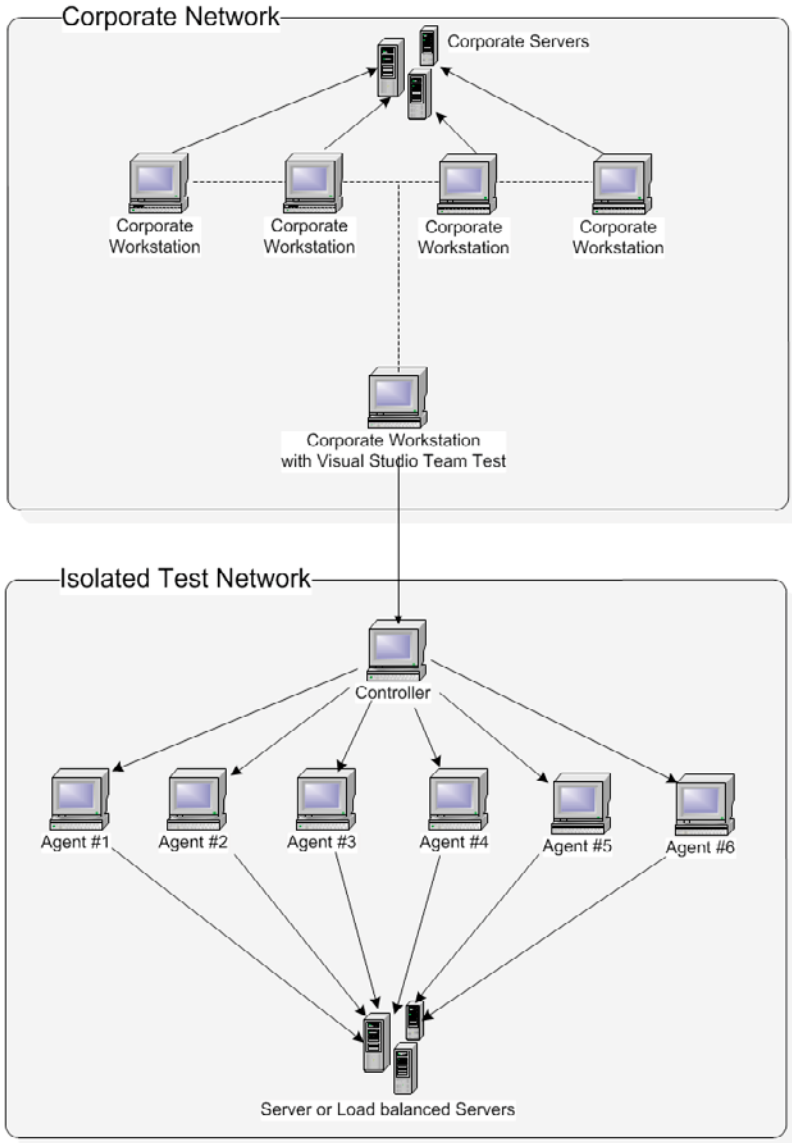 Corporate Network
Corporate Servers
Corporate
Workstation
Corporate
Workstation
Corporate
Workstation
Corporate
Workstation
Corporate Workstation
with Visual Studio Team Test
Isolated Test Network
Controller
Agent #1
Agent #2
Agent #3
Agent #4
Agent #5
Agent #6
Server or Load balanced Servers